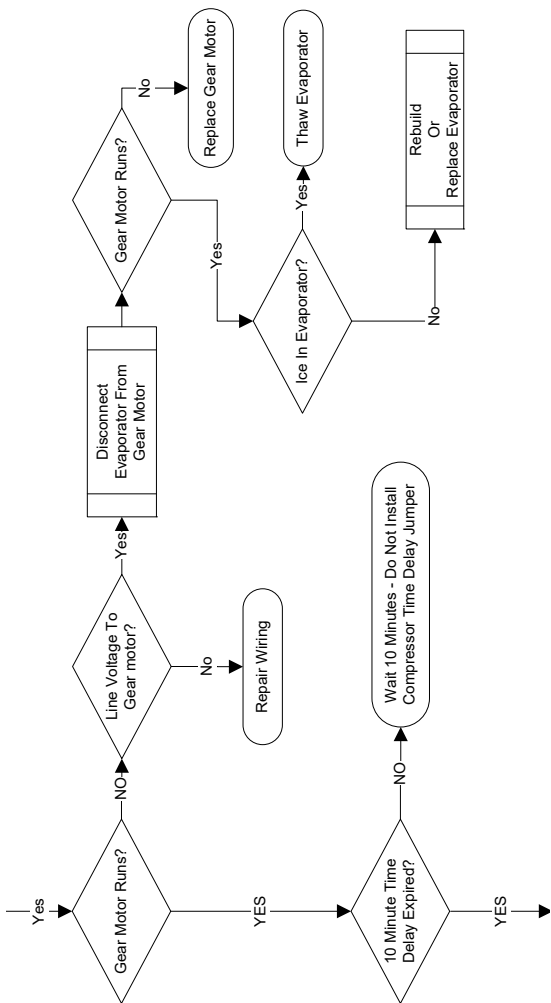 Yes
Gear Motor Runs?
NO
Line Voltage To
Gear motor?
Yes
Disconnect
Evaporator From
Gear Motor
Gear Motor Runs?
No
Replace Gear Motor
Yes
Ice In Evaporator?
Yes
Thaw Evaporator
No
Rebuild
Or
Replace Evaporator
No
Repair Wiring
YES
10 Minute Time
Delay Expired?
NO
Wait 10 Minutes - Do Not Install
Compressor Time Delay Jumper
YES